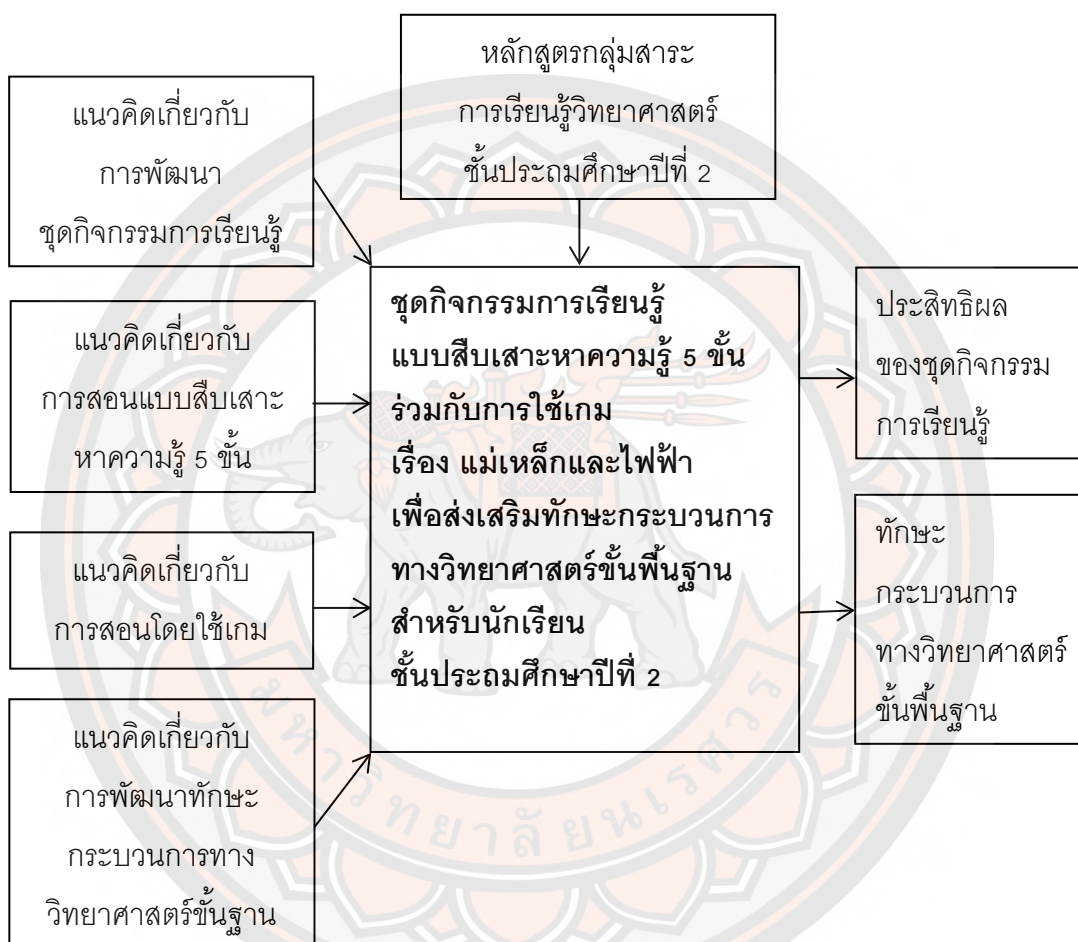 หลักสูตรกลุ่มสาระ
การเรียนรู้วิทยาศาสตร์
ชั้นประถมศึกษาปีที่ 2
แนวคิดเกี่ยวกับ
การพัฒนา
ชุดกิจกรรมการเรียนรู้
แนวคิดเกี่ยวกับ
การสอนแบบสืบเสาะ
หาความรู้ 5 ขั้น
แนวคิดเกี่ยวกับ
การสอนโดยใช้เกม
แนวคิดเกี่ยวกับ
การพัฒนาทักษะ
กระบวนการทาง
วิทยาศาสตร์ขั้นฐาน
ชุดกิจกรรมการเรียนรู้
แบบสืบเสาะหาความรู้ 5 ขั้น
ร่วมกับการใช้เกม
เรื่อง แม่เหล็กและไฟฟ้า
เพื่อส่งเสริมทักษะกระบวนการ
ทางวิทยาศาสตร์ขั้นพื้นฐาน
สำหรับนักเรียน
ชั้นประถมศึกษาปีที่ 2
ประสิทธิผล
ของชุดกิจกรรม
การเรียนรู้
ทักษะ
กระบวนการ
ทางวิทยาศาสตร์
ขั้นพื้นฐาน
มหาวิทยาลัยนเรศวร